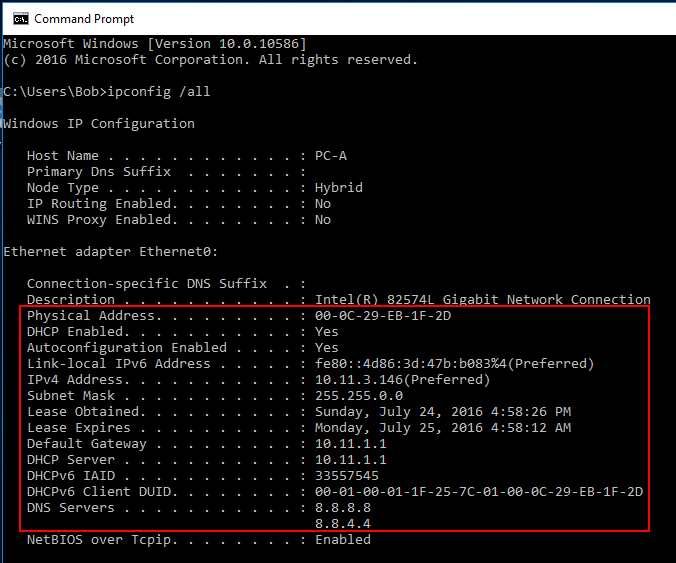 Command Prompt
Microsoft Windows [Version 10.0.10586]
(c) 2016 Microsoft Corporation. All rights reserved.
C:\Users\Bob>ipconfig /all
Windows IP Configuration
Host Name . . . . . . . . . . . . : PC-A
Primary Dns Suffix  . . . . . . . :
Node Type . . . . . . . . . . . . : Hybrid
IP Routing Enabled. . . . . . . . : No
WINS Proxy Enabled. . . . . . . . : No
Ethernet adapter Ethernet0:
Connection-specific DNS Suffix  . :
Description . . . . . . . . . . . : Intel(R) 82574L Gigabit Network Connection
Physical Address. . . . . . . . . : 00-0C-29-EB-1F-2D
DHCP Enabled. . . . . . . . . . . : Yes
Autoconfiguration Enabled . . . . : Yes
Link-local IPv6 Address . . . . . : fe80::4d86:3d:47b:b083%4(Preferred)
IPv4 Address. . . . . . . . . . . : 10.11.3.146(Preferred)
Subnet Mask . . . . . . . . . . . : 255.255.0.0
Lease Obtained. . . . . . . . . . : Sunday, July 24, 2016 4:58:26 PM
Lease Expires . . . . . . . . . . : Monday, July 25, 2016 4:58:12 AM
Default Gateway . . . . . . . . . : 10.11.1.1
DHCP Server . . . . . . . . . . . : 10.11.1.1
DHCPv6 IAID . . . . . . . . . . . : 33557545
DHCPv6 Client DUID. . . . . . . . : 00-01-00-01-1F-25-7C-01-00-0C-29-EB-1F-2D
DNS Servers . . . . . . . . . . . : 8.8.8.8
8.8.4.4
NetBIOS over Tcpip. . . . . . . . : Enabled